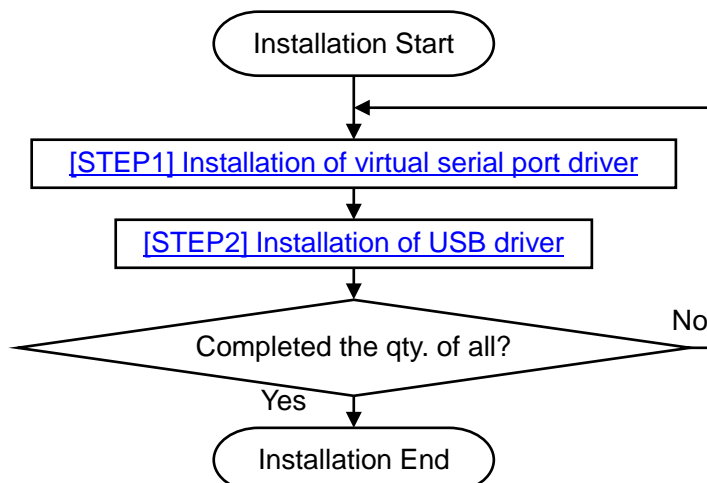 Installation Start
[STEP1] Installation of virtual serial port driver
[STEP2] Installation of USB driver
Completed the qty. of all?
No
Yes
Installation End